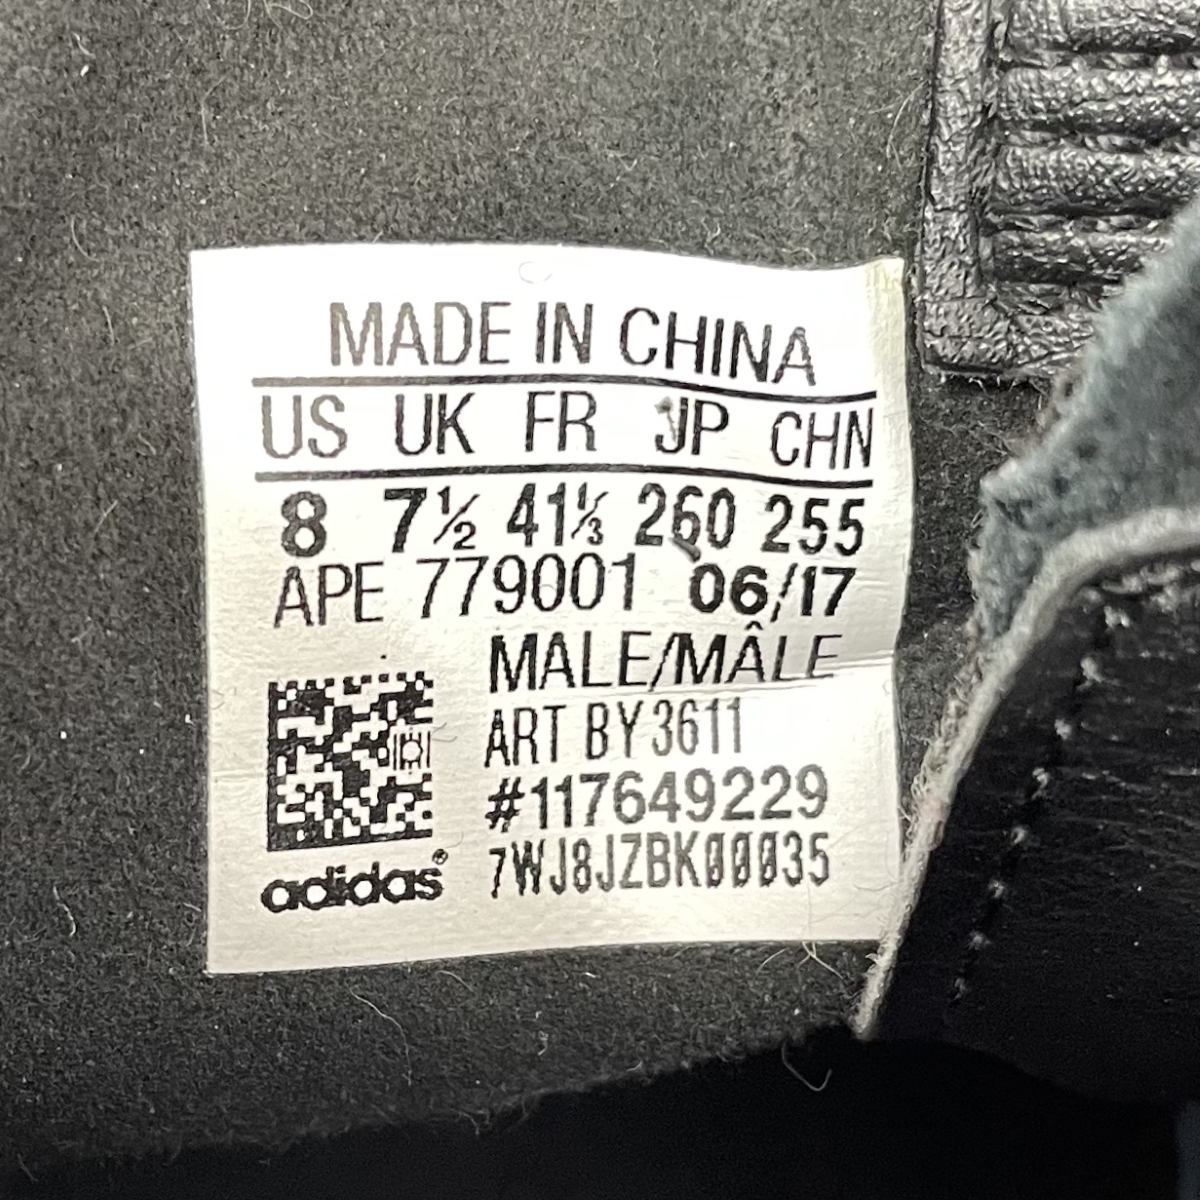 MADE IN CHINA
US UK FR JP CHN
8 7½ 41⅓ 260 255
APE 779001 06/17
MALE/MÂLE
ART BY3611
#117649229
adidas® 7WJ8JZBK00035